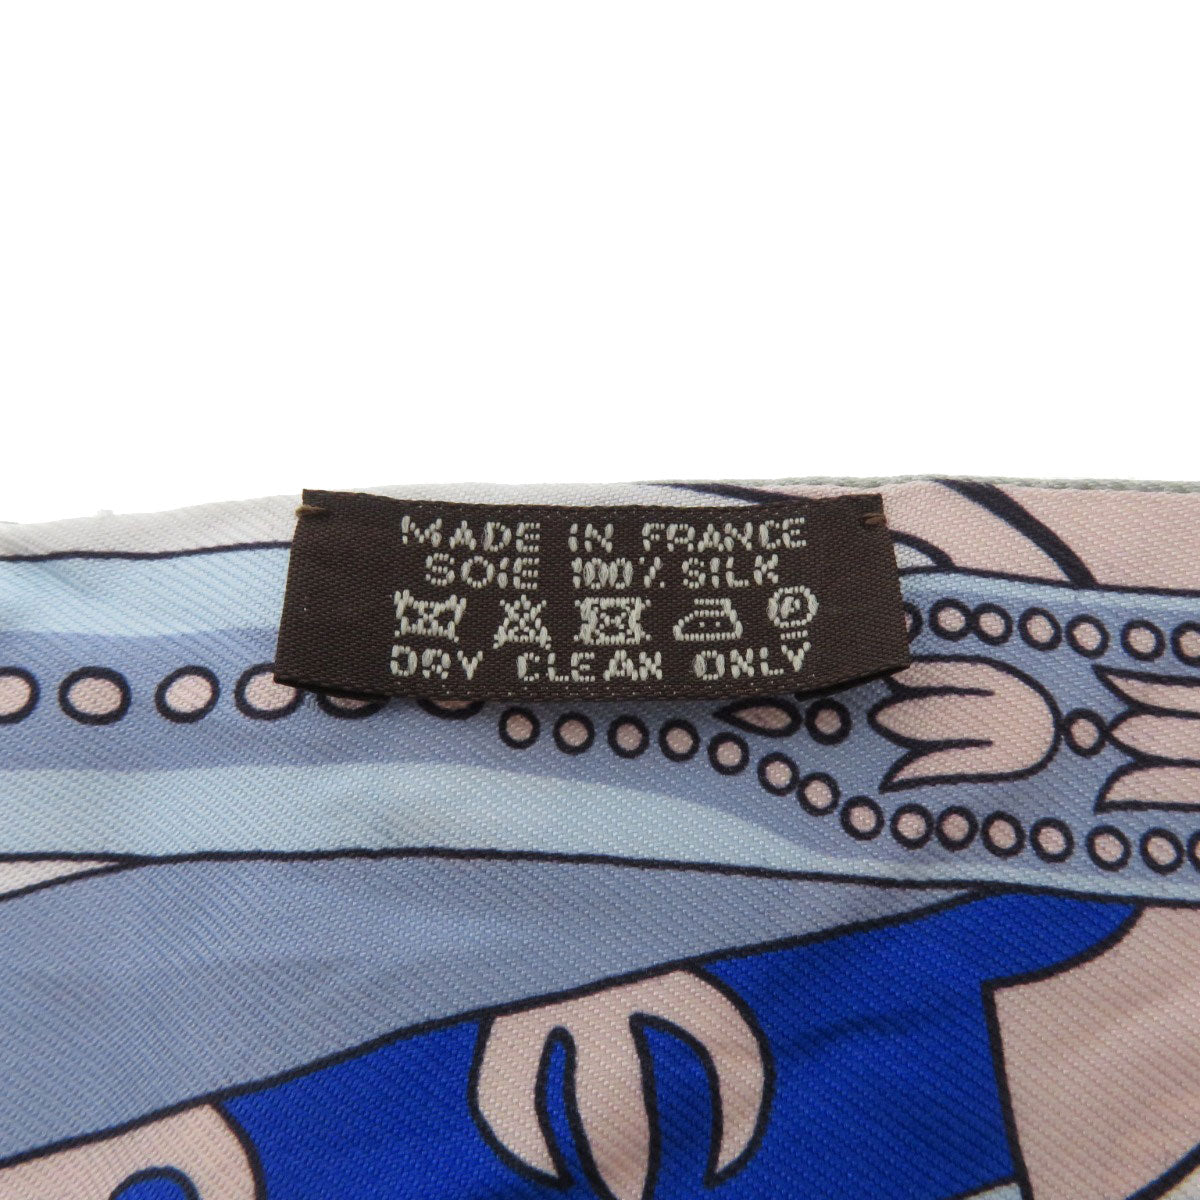 MADE IN FRANCE
SOIE 100% SILK
P
DRY CLEAN ONLY